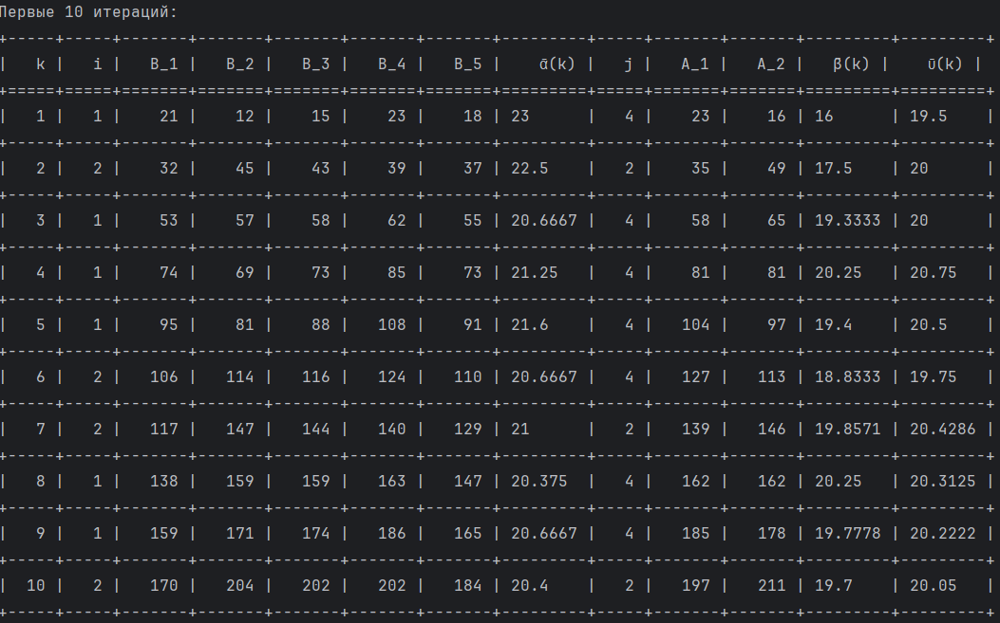 Первые 10 итераций:
+-----+-----+-------+-------+-------+-------+-------+---------+-----+-------+-------+---------+---------+
|   k |   i |   B_1 |   B_2 |   B_3 |   B_4 |   B_5 |    ᾱ(k) |   j |   A_1 |   A_2 |   β(k) |    ῡ(k) |
+=====+=====+=======+=======+=======+=======+=======+=========+=====+=======+=======+=========+=========+
|   1 |   1 |    21 |    12 |    15 |    23 |    18 | 23      |   4 |    23 |    16 | 16      | 19.5    |
+-----+-----+-------+-------+-------+-------+-------+---------+-----+-------+-------+---------+---------+
|   2 |   2 |    32 |    45 |    43 |    39 |    37 | 22.5    |   2 |    35 |    49 | 17.5    | 20      |
+-----+-----+-------+-------+-------+-------+-------+---------+-----+-------+-------+---------+---------+
|   3 |   1 |    53 |    57 |    58 |    62 |    55 | 20.6667 |   4 |    58 |    65 | 19.3333 | 20      |
+-----+-----+-------+-------+-------+-------+-------+---------+-----+-------+-------+---------+---------+
|   4 |   1 |    74 |    69 |    73 |    85 |    73 | 21.25   |   4 |    81 |    81 | 20.25   | 20.75   |
+-----+-----+-------+-------+-------+-------+-------+---------+-----+-------+-------+---------+---------+
|   5 |   1 |    95 |    81 |    88 |   108 |    91 | 21.6    |   4 |   104 |    97 | 19.4    | 20.5    |
+-----+-----+-------+-------+-------+-------+-------+---------+-----+-------+-------+---------+---------+
|   6 |   2 |   106 |   114 |   116 |   124 |   110 | 20.6667 |   4 |   127 |   113 | 18.8333 | 19.75   |
+-----+-----+-------+-------+-------+-------+-------+---------+-----+-------+-------+---------+---------+
|   7 |   2 |   117 |   147 |   144 |   140 |   129 | 21      |   2 |   139 |   146 | 19.8571 | 20.4286 |
+-----+-----+-------+-------+-------+-------+-------+---------+-----+-------+-------+---------+---------+
|   8 |   1 |   138 |   159 |   159 |   163 |   147 | 20.375  |   4 |   162 |   162 | 20.25   | 20.3125 |
+-----+-----+-------+-------+-------+-------+-------+---------+-----+-------+-------+---------+---------+
|   9 |   1 |   159 |   171 |   174 |   186 |   165 | 20.6667 |   4 |   185 |   178 | 19.7778 | 20.2222 |
+-----+-----+-------+-------+-------+-------+-------+---------+-----+-------+-------+---------+---------+
|  10 |   2 |   170 |   204 |   202 |   202 |   184 | 20.4    |   2 |   197 |   211 | 19.7    | 20.05   |
+-----+-----+-------+-------+-------+-------+-------+---------+-----+-------+-------+---------+---------+